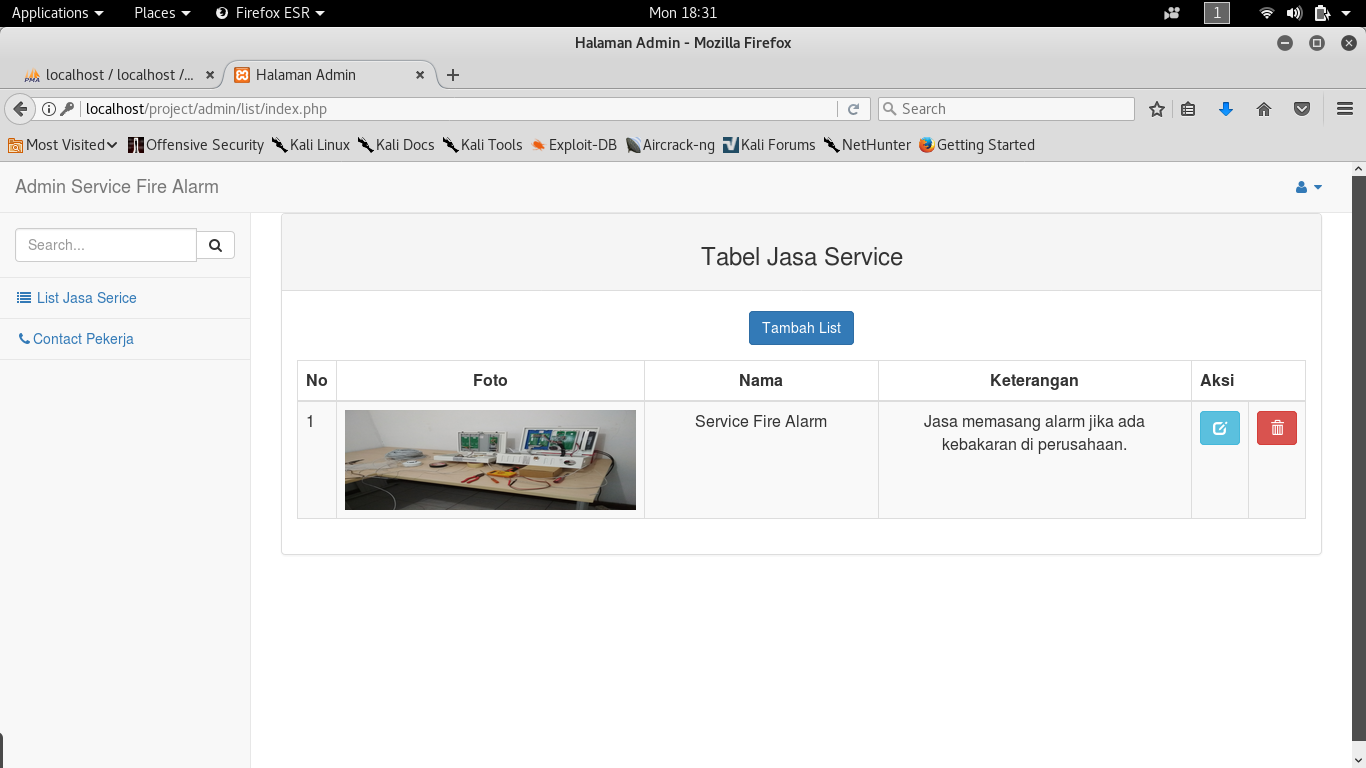 Applications Places Firefox ESR Mon 18:31 1
Halaman Admin - Mozilla Firefox
PMA localhost / localhost /... Halaman Admin
localhost/project/admin/list/index.php Search
Most Visited Offensive Security Kali Linux Kali Docs Kali Tools Exploit-DB Aircrack-ng Kali Forums NetHunter Getting Started
Admin Service Fire Alarm
Search...
List Jasa Serice
Contact Pekerja
Tabel Jasa Service
Tambah List
No Foto Nama Keterangan Aksi
1 Service Fire Alarm Jasa memasang alarm jika ada
kebakaran di perusahaan.